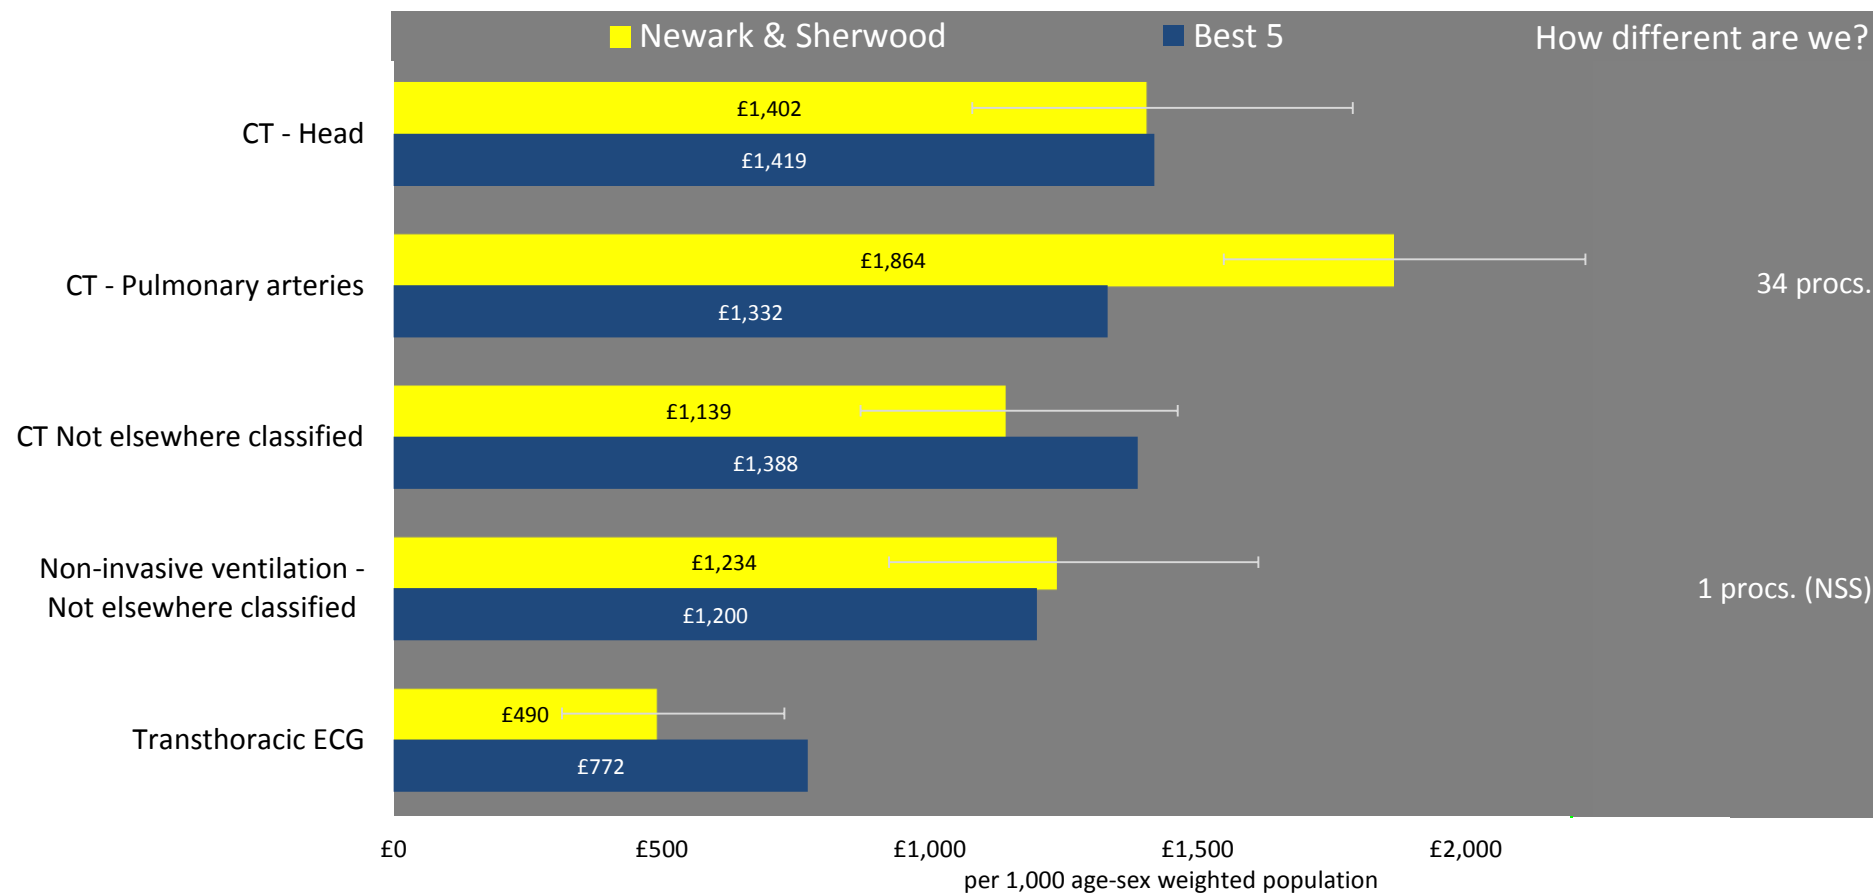 Newark & Sherwood Best 5 How different are we?
CT - Head
£1,402
£1,419
CT - Pulmonary arteries
£1,864
£1,332
34 procs.
CT Not elsewhere classified
£1,139
£1,388
Non-invasive ventilation -
Not elsewhere classified
£1,234
£1,200
1 procs. (NSS)
Transthoracic ECG
£490
£772
£0 £500 £1,000 £1,500 £2,000
per 1,000 age-sex weighted population